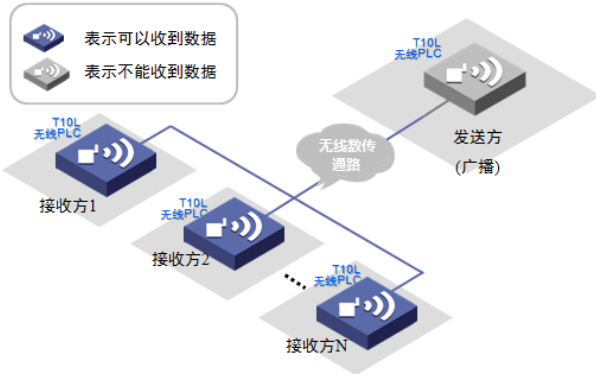 表示可以收到数据
表示不能收到数据
T10L
无线PLC
发送方
(广播)
无线数传
通路
T10L
无线PLC
接收方1
T10L
无线PLC
接收方2
T10L
无线PLC
接收方N